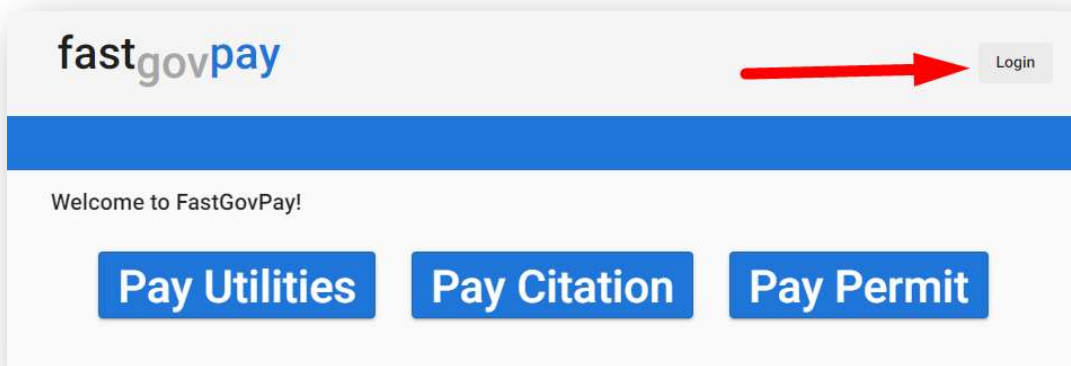 fastgovpay
Login
Welcome to FastGovPay!
Pay Utilities Pay Citation Pay Permit